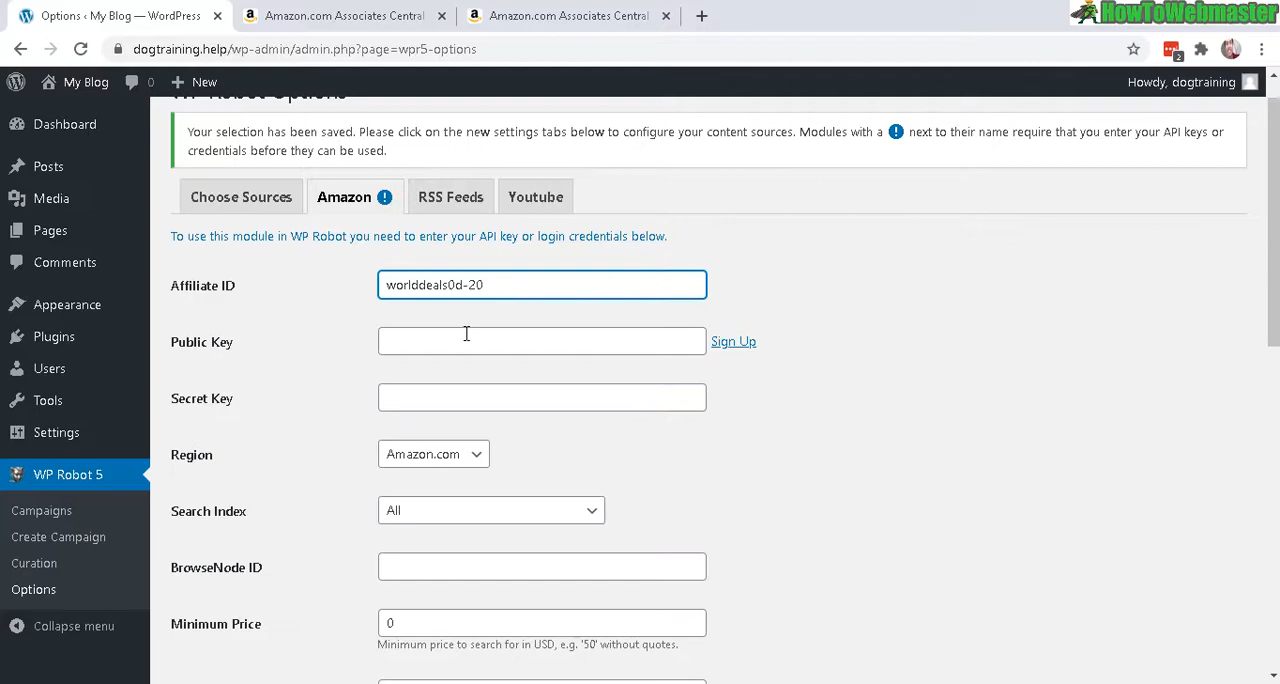 Options ‹ My Blog — WordPress
Amazon.com Associates Central
Amazon.com Associates Central
HowToWebmaster
dogtraining.help/wp-admin/admin.php?page=wpr5-options
2
My Blog
0
New
Howdy, dogtraining
WP Robot Options
Dashboard
Posts
Media
Pages
Comments
Appearance
Plugins
Users
Tools
Settings
WP Robot 5
Campaigns
Create Campaign
Curation
Options
Collapse menu
Your selection has been saved. Please click on the new settings tabs below to configure your content sources. Modules with a ! next to their name require that you enter your API keys or
credentials before they can be used.
Choose Sources
Amazon !
RSS Feeds
Youtube
To use this module in WP Robot you need to enter your API key or login credentials below.
Affiliate ID
worlddeals0d-20
Public Key
Sign Up
Secret Key
Region
Amazon.com
Search Index
All
BrowseNode ID
Minimum Price
0
Minimum price to search for in USD, e.g. '50' without quotes.